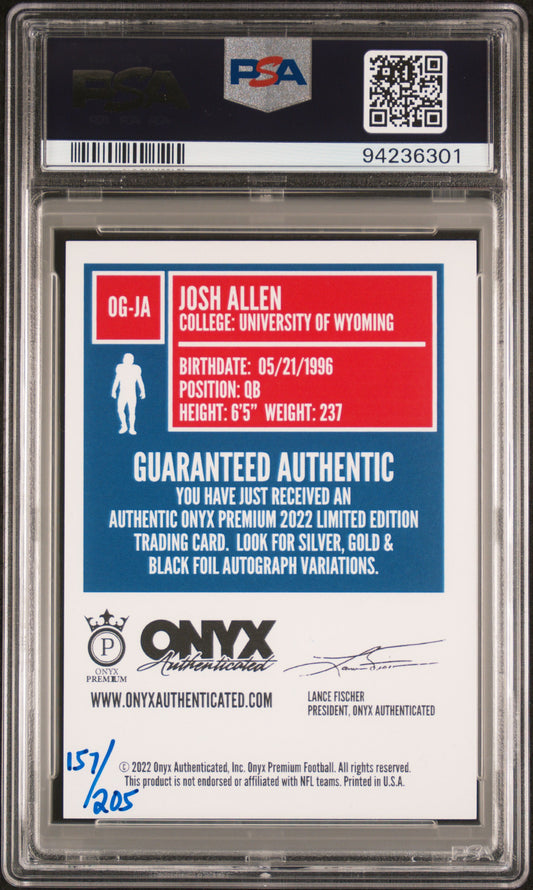 PSA
PSA
94236301
OG-JA
JOSH ALLEN
COLLEGE: UNIVERSITY OF WYOMING
BIRTHDATE: 05/21/1996
POSITION: QB
HEIGHT: 6'5" WEIGHT: 237
GUARANTEED AUTHENTIC
YOU HAVE JUST RECEIVED AN
AUTHENTIC ONYX PREMIUM 2022 LIMITED EDITION
TRADING CARD. LOOK FOR SILVER, GOLD &
BLACK FOIL AUTOGRAPH VARIATIONS.
P
ONYX
PREMIUM
ONYX
Authenticated
WWW.ONYXAUTHENTICATED.COM
LANCE FISCHER
PRESIDENT, ONYX AUTHENTICATED
157/
205
© 2022 Onyx Authenticated, Inc. Onyx Premium Football. All rights reserved.
This product is not endorsed or affiliated with NFL teams. Printed in U.S.A.
PSA